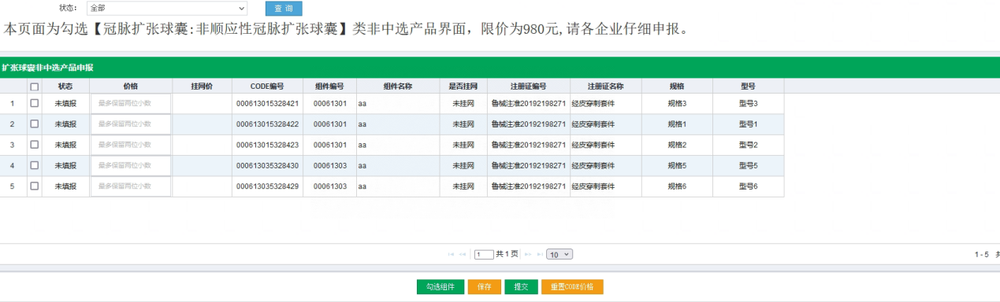 状态： 全部 查 询
本页面为勾选【冠脉扩张球囊:非顺应性冠脉扩张球囊】类非中选产品界面，限价为980元,请各企业仔细申报。
扩张球囊非中选产品申报
状态 价格 挂网价 CODE编号 组件编号 组件名称 是否挂网 注册证编号 注册证名称 规格 型号
1 未填报 最多保留两位小数 000613015328421 00061301 aa 未挂网 鲁械注准20192198271 经皮穿刺套件 规格3 型号3
2 未填报 最多保留两位小数 000613015328422 00061301 aa 未挂网 鲁械注准20192198271 经皮穿刺套件 规格1 型号1
3 未填报 最多保留两位小数 000613015328423 00061301 aa 未挂网 鲁械注准20192198271 经皮穿刺套件 规格2 型号2
4 未填报 最多保留两位小数 000613035328430 00061303 aa 未挂网 鲁械注准20192198271 经皮穿刺套件 规格5 型号5
5 未填报 最多保留两位小数 000613035328429 00061303 aa 未挂网 鲁械注准20192198271 经皮穿刺套件 规格6 型号6
1 共 1 页 10 1 - 5
勾选组件 保存 提交 重置CODE价格